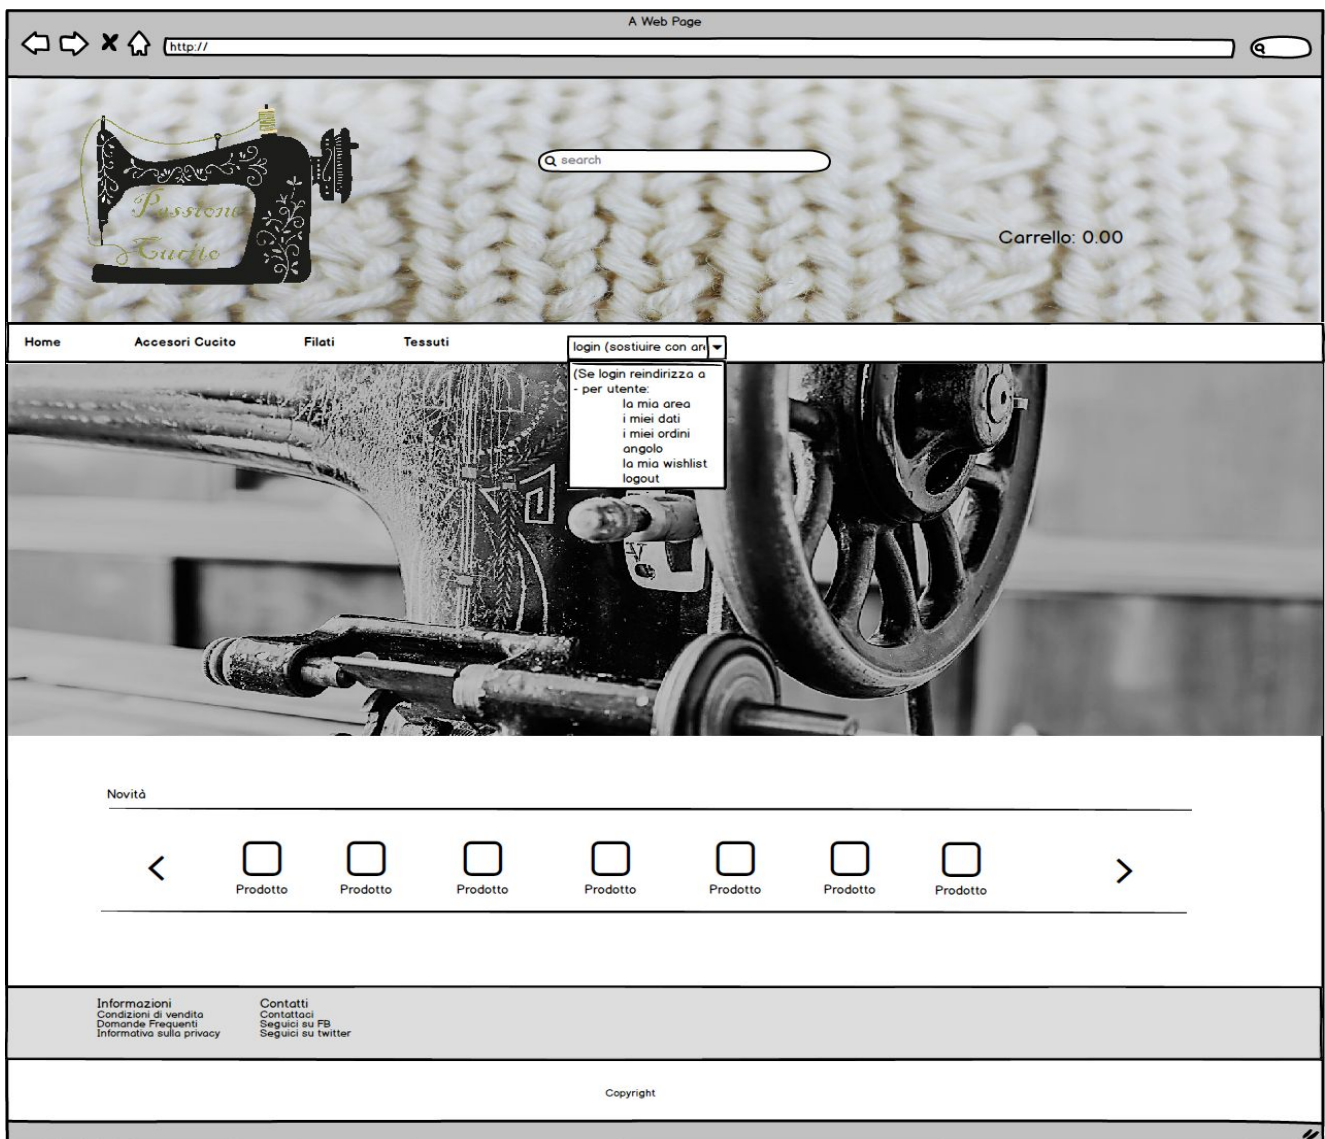 A Web Page
http://
search
Passione
Cucito
Carrello: 0.00
Home Accesori Cucito Filati Tessuti
login (sostiuire con are
(Se login reindirizza a
- per utente:
la mia area
i miei dati
i miei ordini
angolo
la mia wishlist
logout
Novità
< Prodotto Prodotto Prodotto Prodotto Prodotto Prodotto Prodotto >
Informazioni
Condizioni di vendita
Domande Frequenti
Informativa sulla privacy
Contatti
Contattaci
Seguici su FB
Seguici su twitter
Copyright